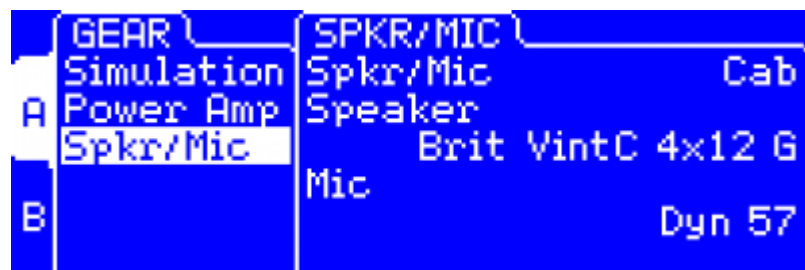 A
B
GEAR
Simulation
Power Amp
Spkr/Mic
SPKR/MIC
Spkr/Mic Cab
Speaker
Brit VintC 4x12 G
Mic
Dyn 57